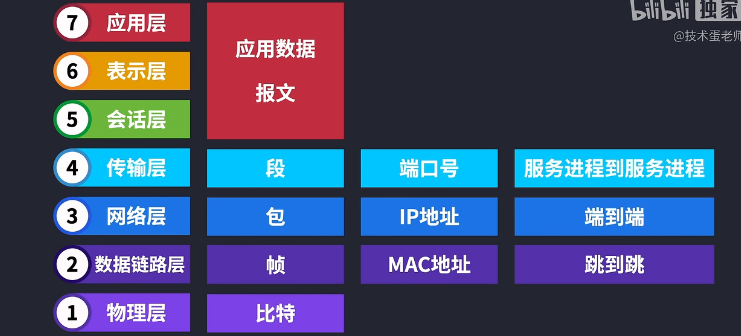 bilibili 独家
@技术蛋老师
7 应用层
6 表示层
5 会话层
应用数据
报文
4 传输层 段 端口号 服务进程到服务进程
3 网络层 包 IP地址 端到端
2 数据链路层 帧 MAC地址 跳到跳
1 物理层 比特